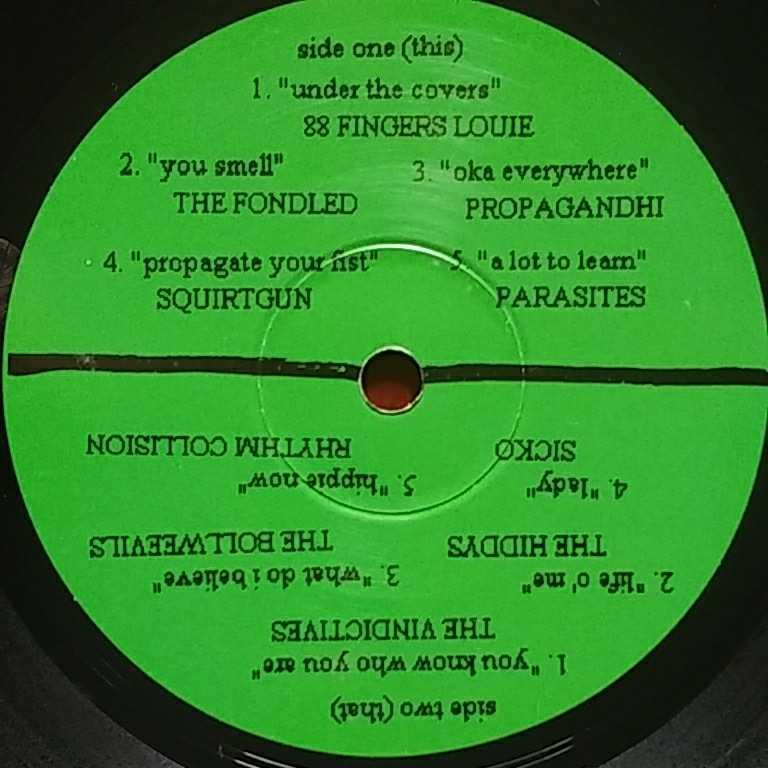 side one (this)
1. "under the covers"
88 FINGERS LOUIE
2. "you smell"
THE FONDLED
3. "oka everywhere"
PROPAGANDHI
4. "propagate your fist"
SQUIRTGUN
5. "a lot to learn"
PARASITES
side two (that)
1. "you know who you are"
THE VINDICTIVES
2. "life o' me"
THE HIDDYS
3. "what do i believe"
THE BOLLWEEVILS
4. "lady"
SICKO
5. "hippie now"
RHYTHM COLLISION